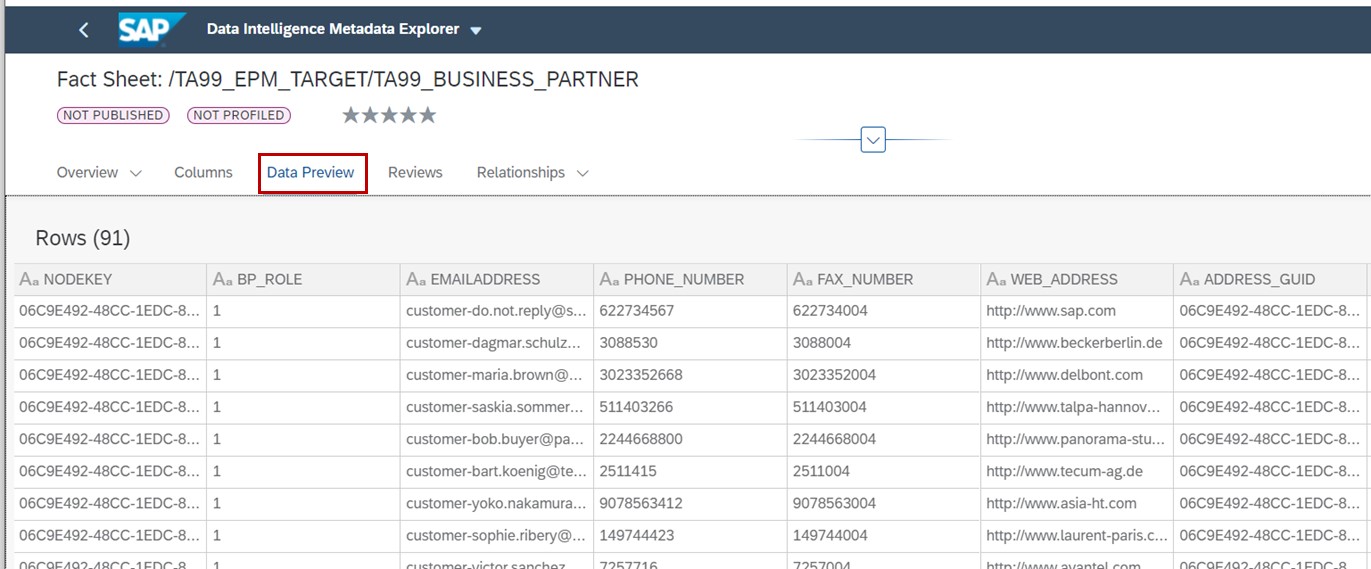 SAP Data Intelligence Metadata Explorer
Fact Sheet: /TA99_EPM_TARGET/TA99_BUSINESS_PARTNER
NOT PUBLISHED NOT PROFILED
Overview Columns Data Preview Reviews Relationships
Rows (91)
Aa NODEKEY Aa BP_ROLE Aa EMAILADDRESS Aa PHONE_NUMBER Aa FAX_NUMBER Aa WEB_ADDRESS Aa ADDRESS_GUID
06C9E492-48CC-1EDC-8... 1 customer-do.not.reply@s... 622734567 622734004 http://www.sap.com 06C9E492-48CC-1EDC-8...
06C9E492-48CC-1EDC-8... 1 customer-dagmar.schulz... 3088530 3088004 http://www.beckerberlin.de 06C9E492-48CC-1EDC-8...
06C9E492-48CC-1EDC-8... 1 customer-maria.brown@... 3023352668 3023352004 http://www.delbont.com 06C9E492-48CC-1EDC-8...
06C9E492-48CC-1EDC-8... 1 customer-saskia.sommer... 511403266 511403004 http://www.talpa-hannov... 06C9E492-48CC-1EDC-8...
06C9E492-48CC-1EDC-8... 1 customer-bob.buyer@pa... 2244668800 2244668004 http://www.panorama-stu... 06C9E492-48CC-1EDC-8...
06C9E492-48CC-1EDC-8... 1 customer-bart.koenig@te... 2511415 2511004 http://www.tecum-ag.de 06C9E492-48CC-1EDC-8...
06C9E492-48CC-1EDC-8... 1 customer-yoko.nakamura... 9078563412 9078563004 http://www.asia-ht.com 06C9E492-48CC-1EDC-8...
06C9E492-48CC-1EDC-8... 1 customer-sophie.ribery@... 149744423 149744004 http://www.laurent-paris.c... 06C9E492-48CC-1EDC-8...
06C9E492-48CC-1EDC-8... 1 customer-victor.sanchez... 7257716 7257004 http://www.avantel.com 06C9E492-48CC-1EDC-8...